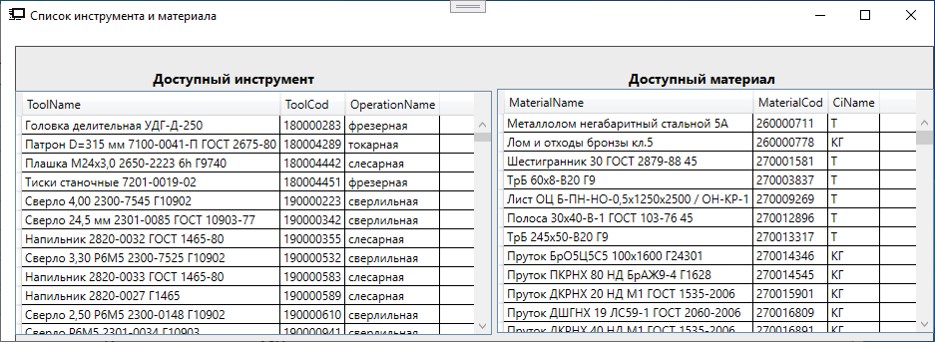 Список инструмента и материала
Доступный инструмент
ToolName ToolCod OperationName
Головка делительная УДГ-Д-250 180000283 фрезерная
Патрон D=315 мм 7100-0041-П ГОСТ 2675-80 180004289 токарная
Плашка М24х3,0 2650-2223 6h Г9740 180004442 слесарная
Тиски станочные 7201-0019-02 180004451 фрезерная
Сверло 4,00 2300-7545 Г10902 190000223 сверлильная
Сверло 24,5 мм 2301-0085 ГОСТ 10903-77 190000342 сверлильная
Напильник 2820-0032 ГОСТ 1465-80 190000355 слесарная
Сверло 3,30 Р6М5 2300-7525 Г10902 190000532 сверлильная
Напильник 2820-0033 ГОСТ 1465-80 190000583 слесарная
Напильник 2820-0027 Г1465 190000589 слесарная
Сверло 2,50 Р6М5 2300-0148 Г10902 190000610 сверлильная
Сверло Р6М5 2301-0034 Г10903 190000941 сверлильная
Доступный материал
MaterialName MaterialCod CiName
Металлолом негабаритный стальной 5А 260000711 Т
Лом и отходы бронзы кл.5 260000778 КГ
Шестигранник 30 ГОСТ 2879-88 45 270001581 Т
ТрБ 60х8-В20 Г9 270003837 Т
Лист ОЦ Б-ПН-НО-0,5х1250х2500 / ОН-КР-1 270009269 Т
Полоса 30х40-В-1 ГОСТ 103-76 45 270012896 Т
ТрБ 245х50-В20 Г9 270013317 Т
Пруток БрО5Ц5С5 100х1600 Г24301 270014346 КГ
Пруток ПКРНХ 80 НД БрАЖ9-4 Г1628 270014545 КГ
Пруток ДКРНХ 20 НД М1 ГОСТ 1535-2006 270015901 КГ
Пруток ДШГНХ 19 ЛС59-1 ГОСТ 2060-2006 270016809 КГ
Пруток ДКРНХ 40 НД М1 ГОСТ 1535-2006 270016891 КГ